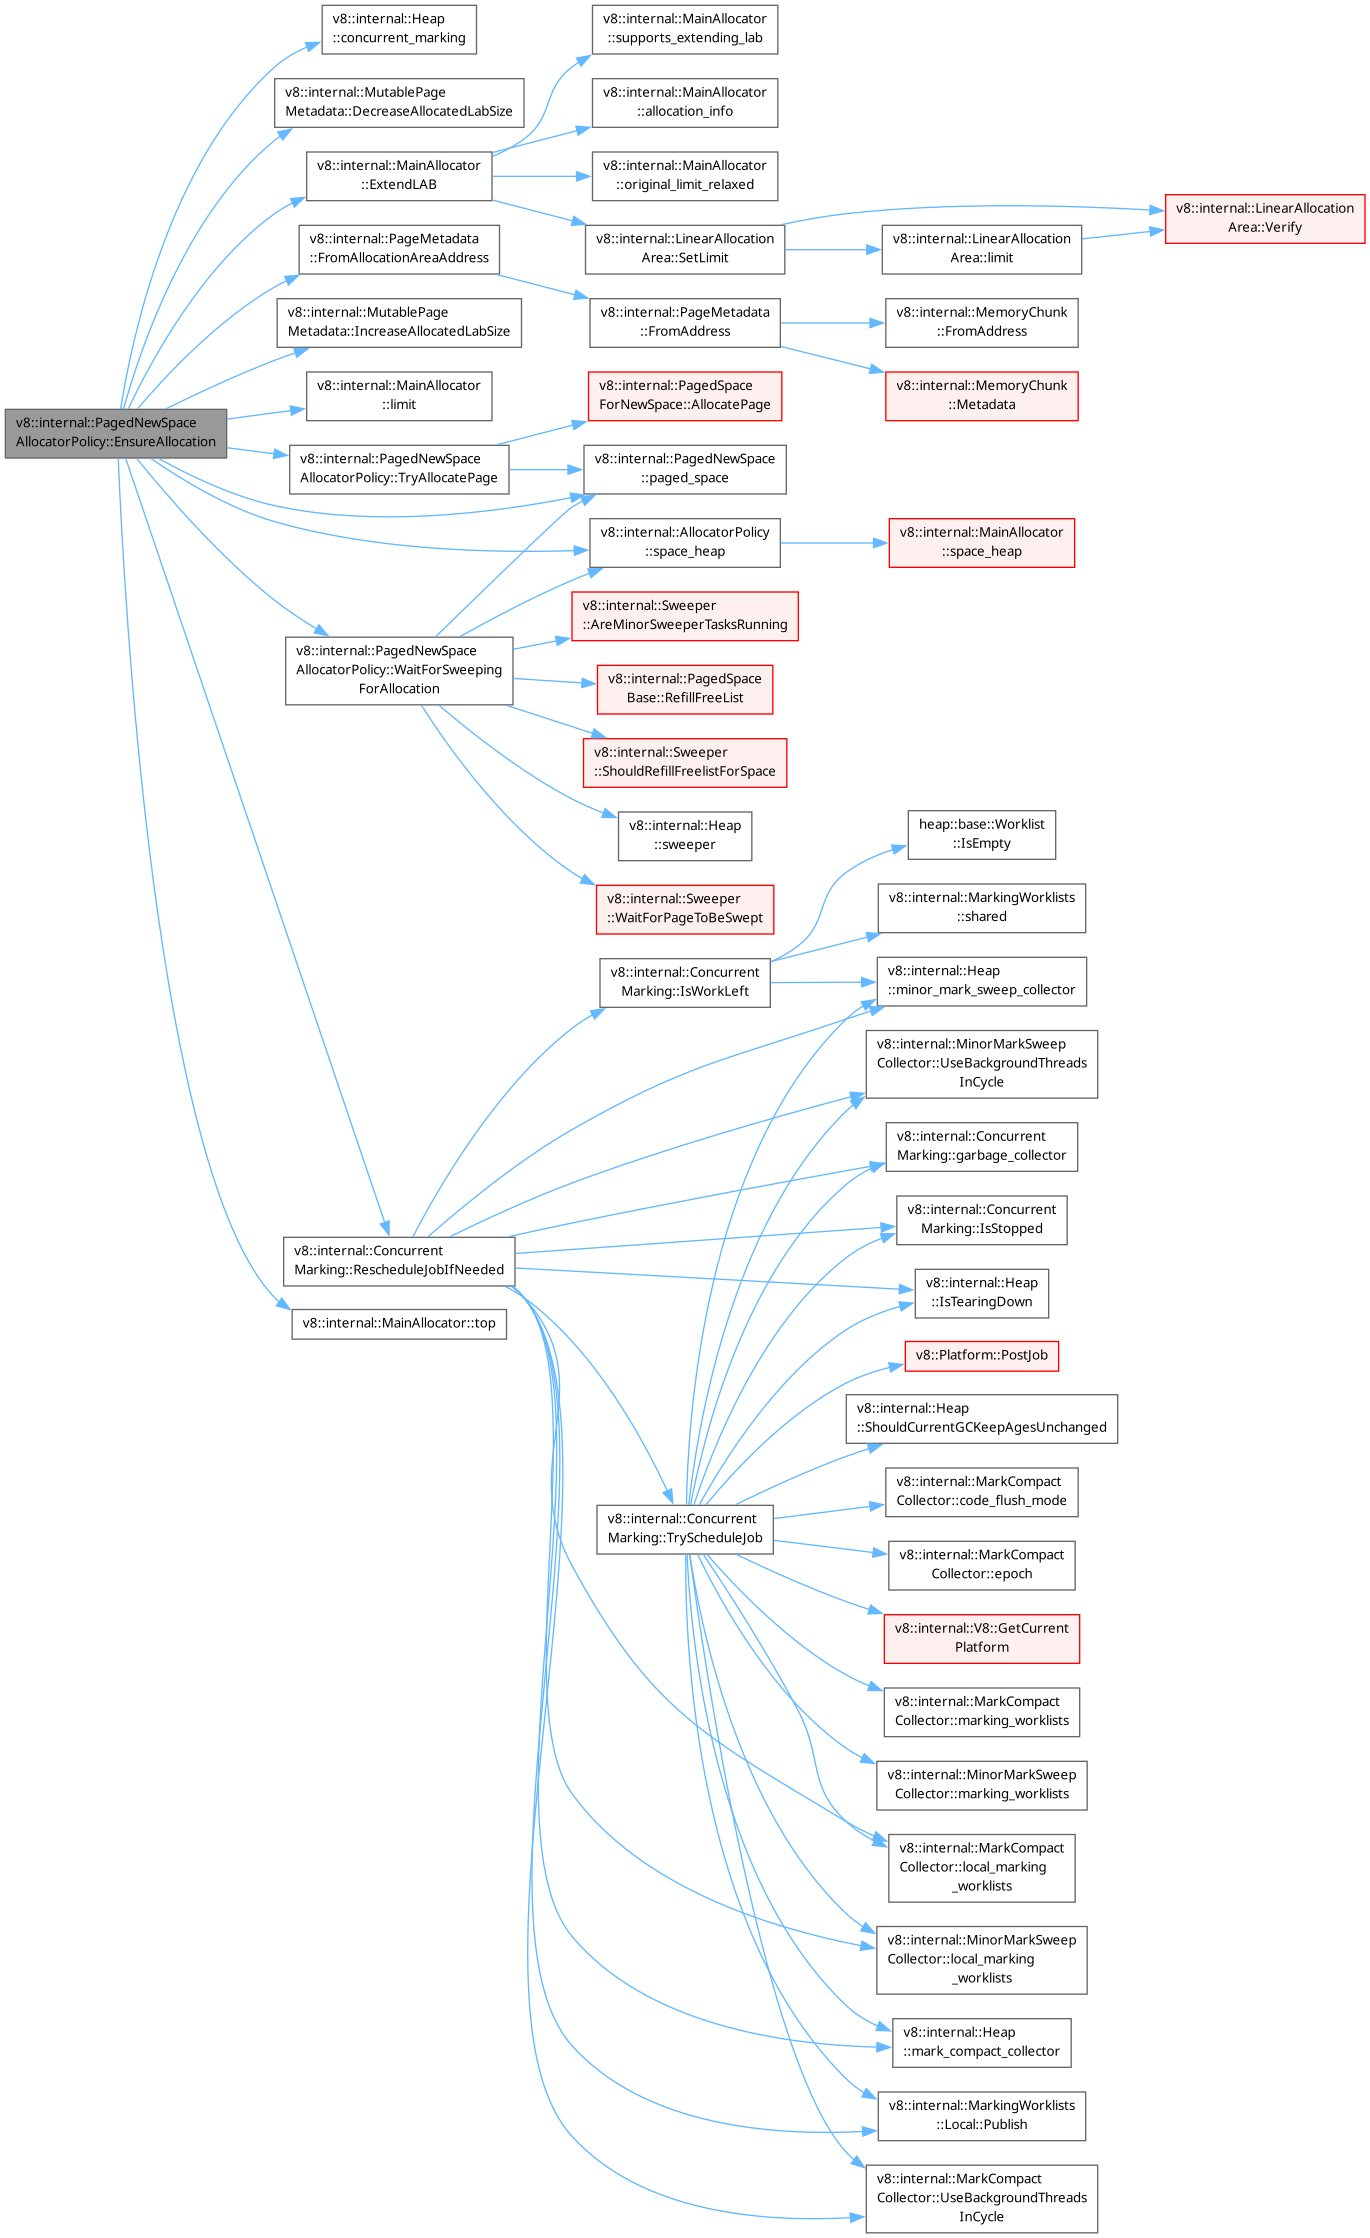 v8::internal::Heap
::concurrent_marking
v8::internal::MutablePage
Metadata::DecreaseAllocatedLabSize
v8::internal::MainAllocator
::ExtendLAB
v8::internal::PageMetadata
::FromAllocationAreaAddress
v8::internal::MutablePage
Metadata::IncreaseAllocatedLabSize
v8::internal::MainAllocator
::limit
v8::internal::PagedNewSpace
AllocatorPolicy::EnsureAllocation
v8::internal::PagedNewSpace
AllocatorPolicy::TryAllocatePage
v8::internal::PagedNewSpace
AllocatorPolicy::WaitForSweeping
ForAllocation
v8::internal::Concurrent
Marking::RescheduleJobIfNeeded
v8::internal::MainAllocator::top
v8::internal::MainAllocator
::supports_extending_lab
v8::internal::MainAllocator
::allocation_info
v8::internal::MainAllocator
::original_limit_relaxed
v8::internal::LinearAllocation
Area::SetLimit
v8::internal::LinearAllocation
Area::limit
v8::internal::LinearAllocation
Area::Verify
v8::internal::PageMetadata
::FromAddress
v8::internal::MemoryChunk
::FromAddress
v8::internal::MemoryChunk
::Metadata
v8::internal::PagedSpace
ForNewSpace::AllocatePage
v8::internal::PagedNewSpace
::paged_space
v8::internal::AllocatorPolicy
::space_heap
v8::internal::MainAllocator
::space_heap
v8::internal::Sweeper
::AreMinorSweeperTasksRunning
v8::internal::PagedSpace
Base::RefillFreeList
v8::internal::Sweeper
::ShouldRefillFreelistForSpace
v8::internal::Heap
::sweeper
v8::internal::Sweeper
::WaitForPageToBeSwept
v8::internal::Concurrent
Marking::IsWorkLeft
heap::base::Worklist
::IsEmpty
v8::internal::MarkingWorklists
::shared
v8::internal::Heap
::minor_mark_sweep_collector
v8::internal::MinorMarkSweep
Collector::UseBackgroundThreads
InCycle
v8::internal::Concurrent
Marking::garbage_collector
v8::internal::Concurrent
Marking::IsStopped
v8::internal::Heap
::IsTearingDown
v8::Platform::PostJob
v8::internal::Heap
::ShouldCurrentGCKeepAgesUnchanged
v8::internal::Concurrent
Marking::TryScheduleJob
v8::internal::MarkCompact
Collector::code_flush_mode
v8::internal::MarkCompact
Collector::epoch
v8::internal::V8::GetCurrent
Platform
v8::internal::MarkCompact
Collector::marking_worklists
v8::internal::MinorMarkSweep
Collector::marking_worklists
v8::internal::MarkCompact
Collector::local_marking
_worklists
v8::internal::MinorMarkSweep
Collector::local_marking
_worklists
v8::internal::Heap
::mark_compact_collector
v8::internal::MarkingWorklists
::Local::Publish
v8::internal::MarkCompact
Collector::UseBackgroundThreads
InCycle